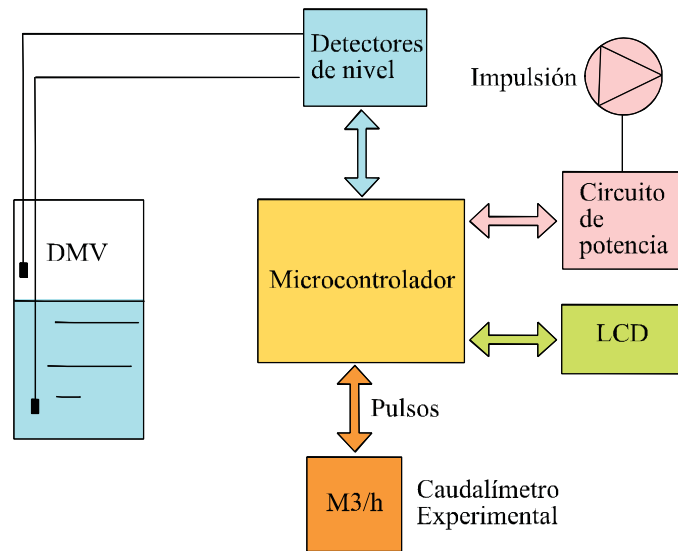 Detectores
de nivel
Impulsión
Circuito
de
potencia
DMV
Microcontrolador
LCD
Pulsos
M3/h
Caudalímetro
Experimental